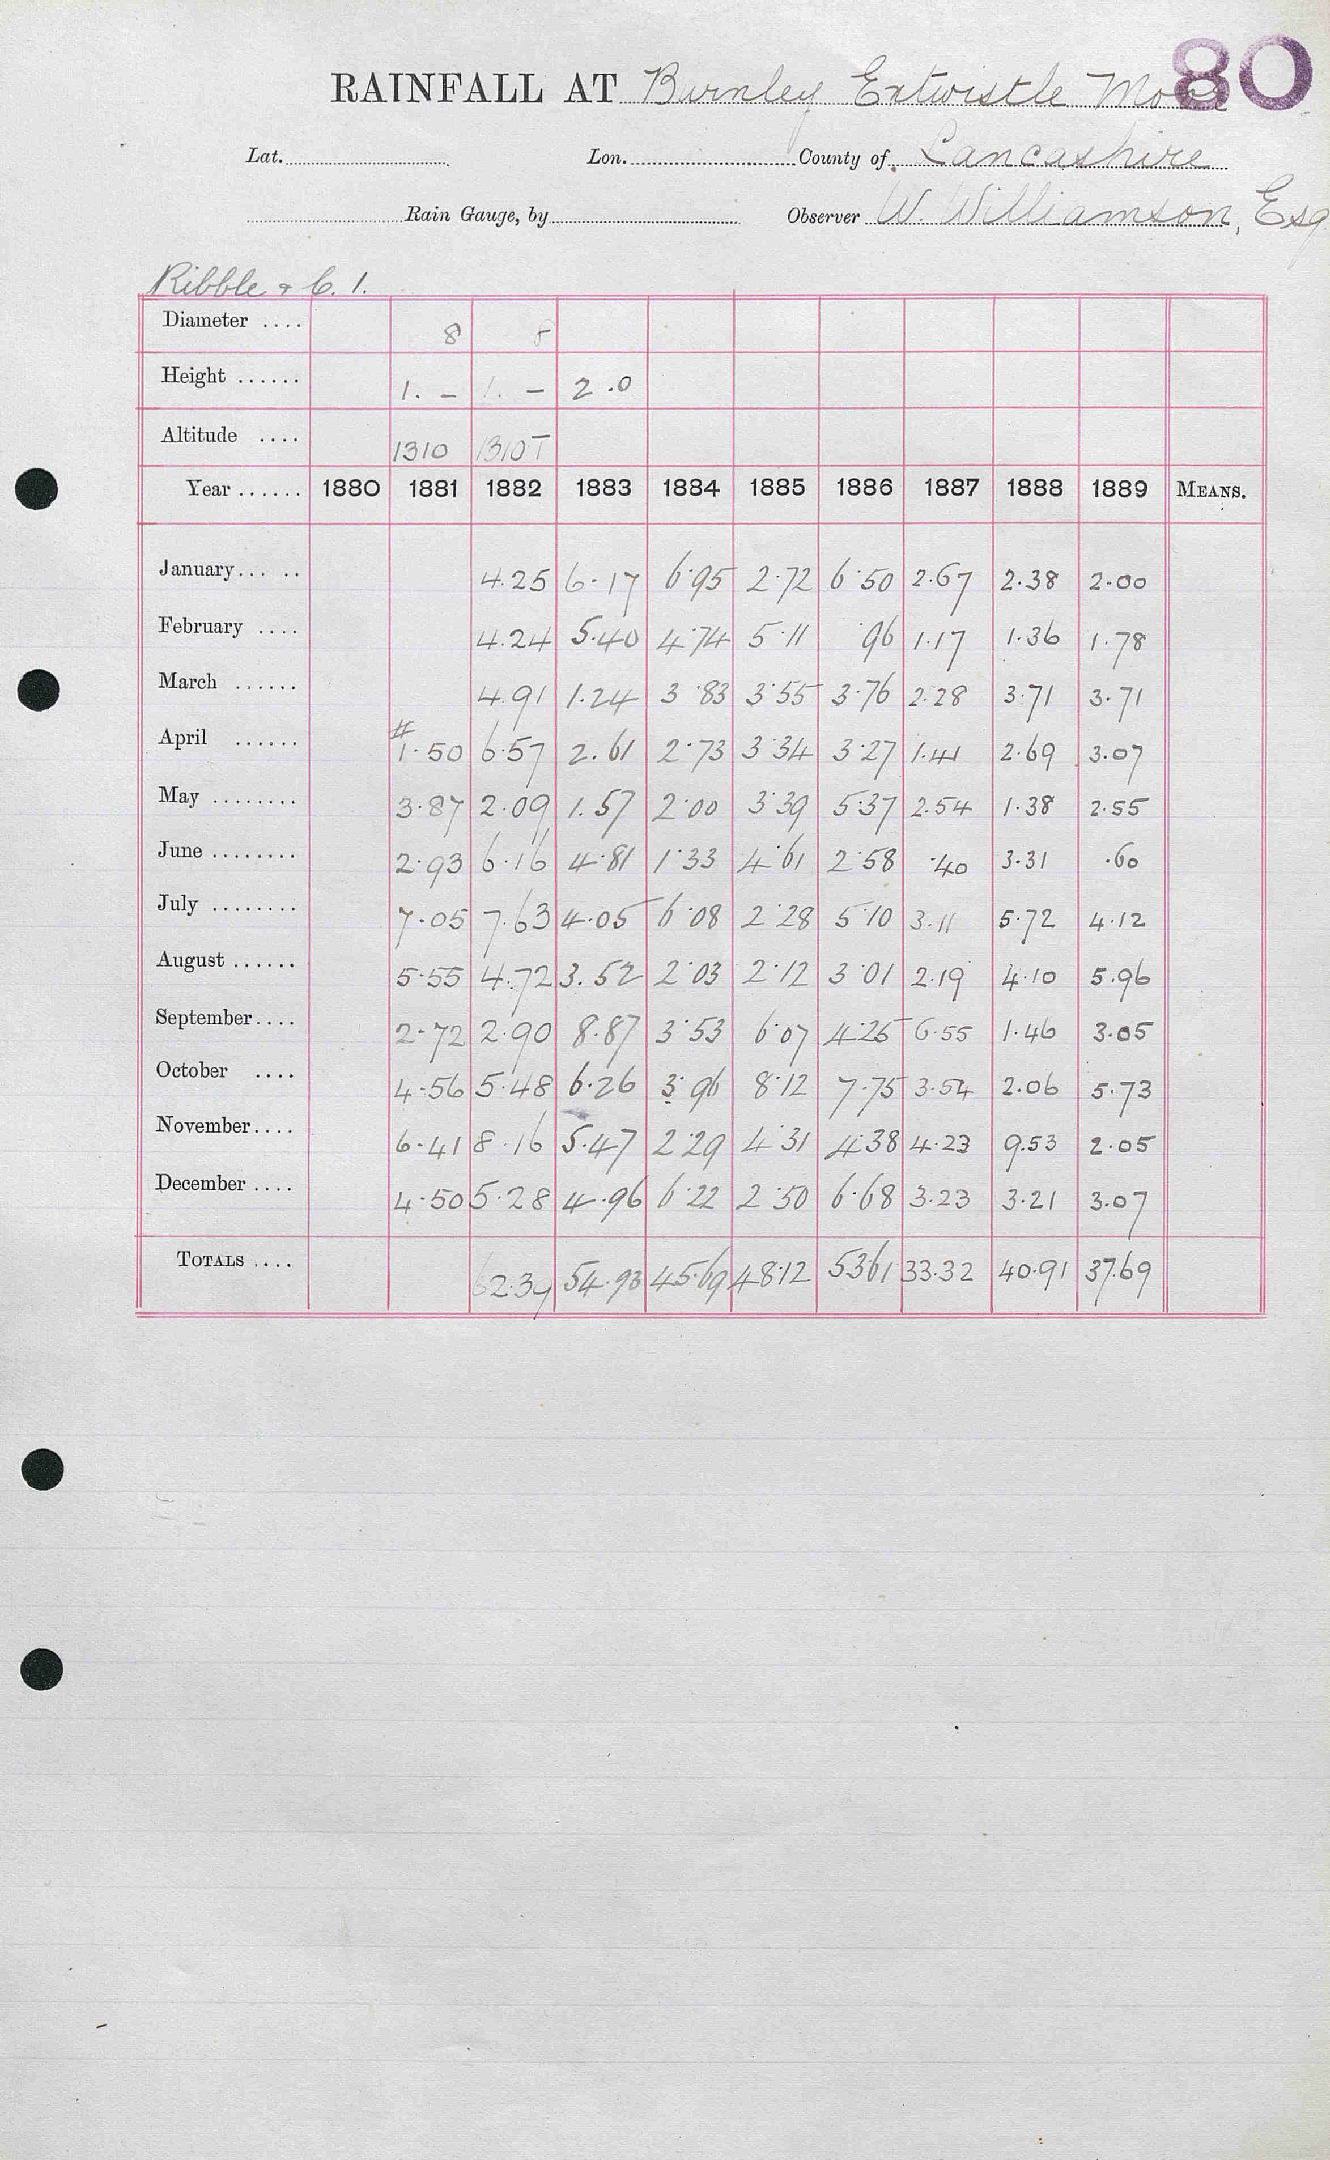 80
RAINFALL AT Burnley Entwistle Moss
Lat. Lon. County of Lancashire
Rain Gauge, by Observer W. Williamson, Esq
Ribble & C. 1.
Diameter .... 8 8
Height ...... 1. – 1. – 2.0
Altitude .... 1310 1310T
Year ...... 1880 1881 1882 1883 1884 1885 1886 1887 1888 1889 MEANS.
January... .. 4.25 6.17 6.95 2.72 6.50 2.67 2.38 2.00
February .... 4.24 5.40 4.74 5.11 96 1.17 1.36 1.78
March ...... 4.91 1.24 3.83 3.55 3.76 2.28 3.71 3.71
April ...... #1.50 6.57 2.61 2.73 3.34 3.27 1.41 2.69 3.07
May ........ 3.87 2.09 1.57 2.00 3.39 5.37 2.54 1.38 2.55
June ........ 2.93 6.16 4.81 1.33 4.61 2.58 .40 3.31 .60
July ........ 7.05 7.63 4.05 6.08 2.28 5.10 3.11 5.72 4.12
August ...... 5.55 4.72 3.52 2.03 2.12 3.01 2.19 4.10 5.96
September.... 2.72 2.90 8.87 3.53 6.07 4.25 6.55 1.46 3.05
October .... 4.56 5.48 6.26 3.96 8.12 7.75 3.54 2.06 5.73
November.... 6.41 8.16 5.47 2.29 4.31 4.38 4.23 9.53 2.05
December .... 4.50 5.28 4.96 6.22 2.50 6.68 3.23 3.21 3.07
TOTALS .... 62.39 54.93 45.69 48.12 53.61 33.32 40.91 37.69